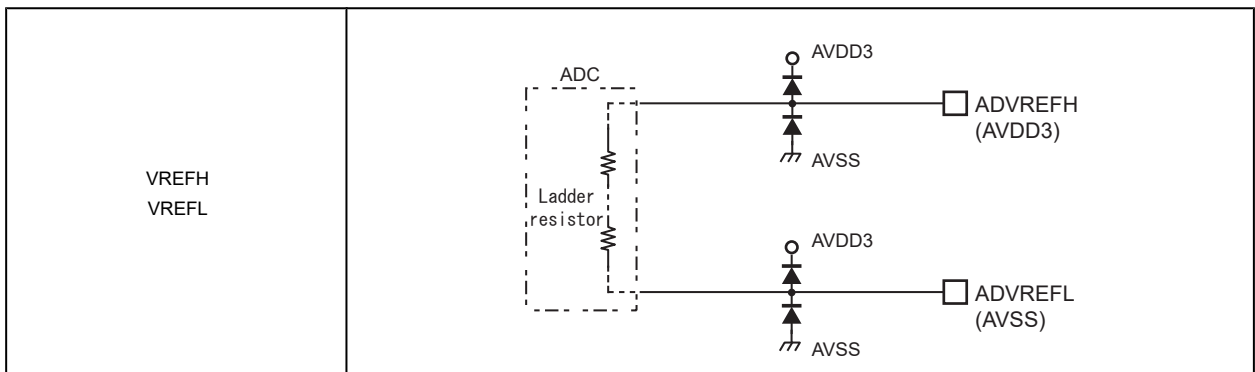 VREFH
VREFL
ADC
AVDD3
ADVREFH
(AVDD3)
AVSS
Ladder
resistor
AVDD3
ADVREFL
(AVSS)
AVSS